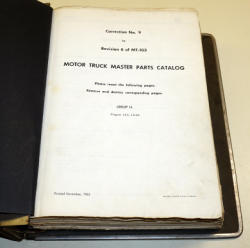 Correction No. 9
to
Revision 6 of MT-103
MOTOR TRUCK MASTER PARTS CATALOG
Please insert the following pages.
Remove and destroy corresponding pages.
GROUP 14
Printed November, 1961